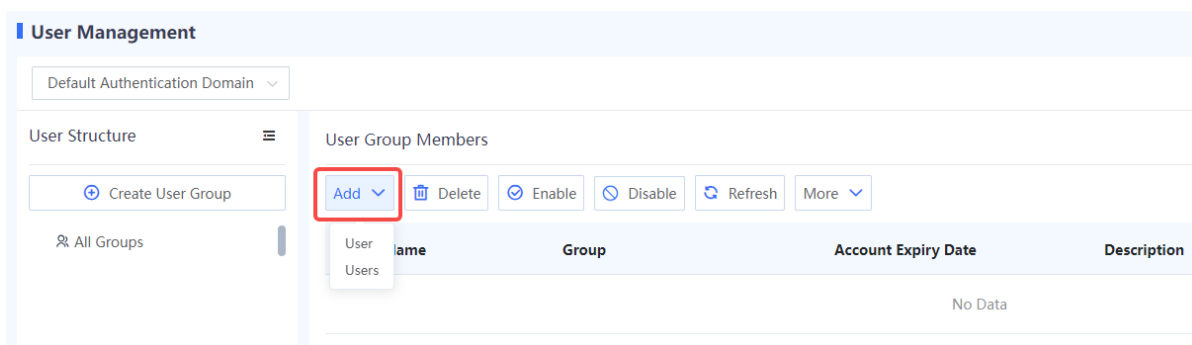 User Management
Default Authentication Domain
User Structure
User Group Members
Create User Group
Add
Delete
Enable
Disable
Refresh
More
All Groups
User
Users
ame
Group
Account Expiry Date
Description
No Data